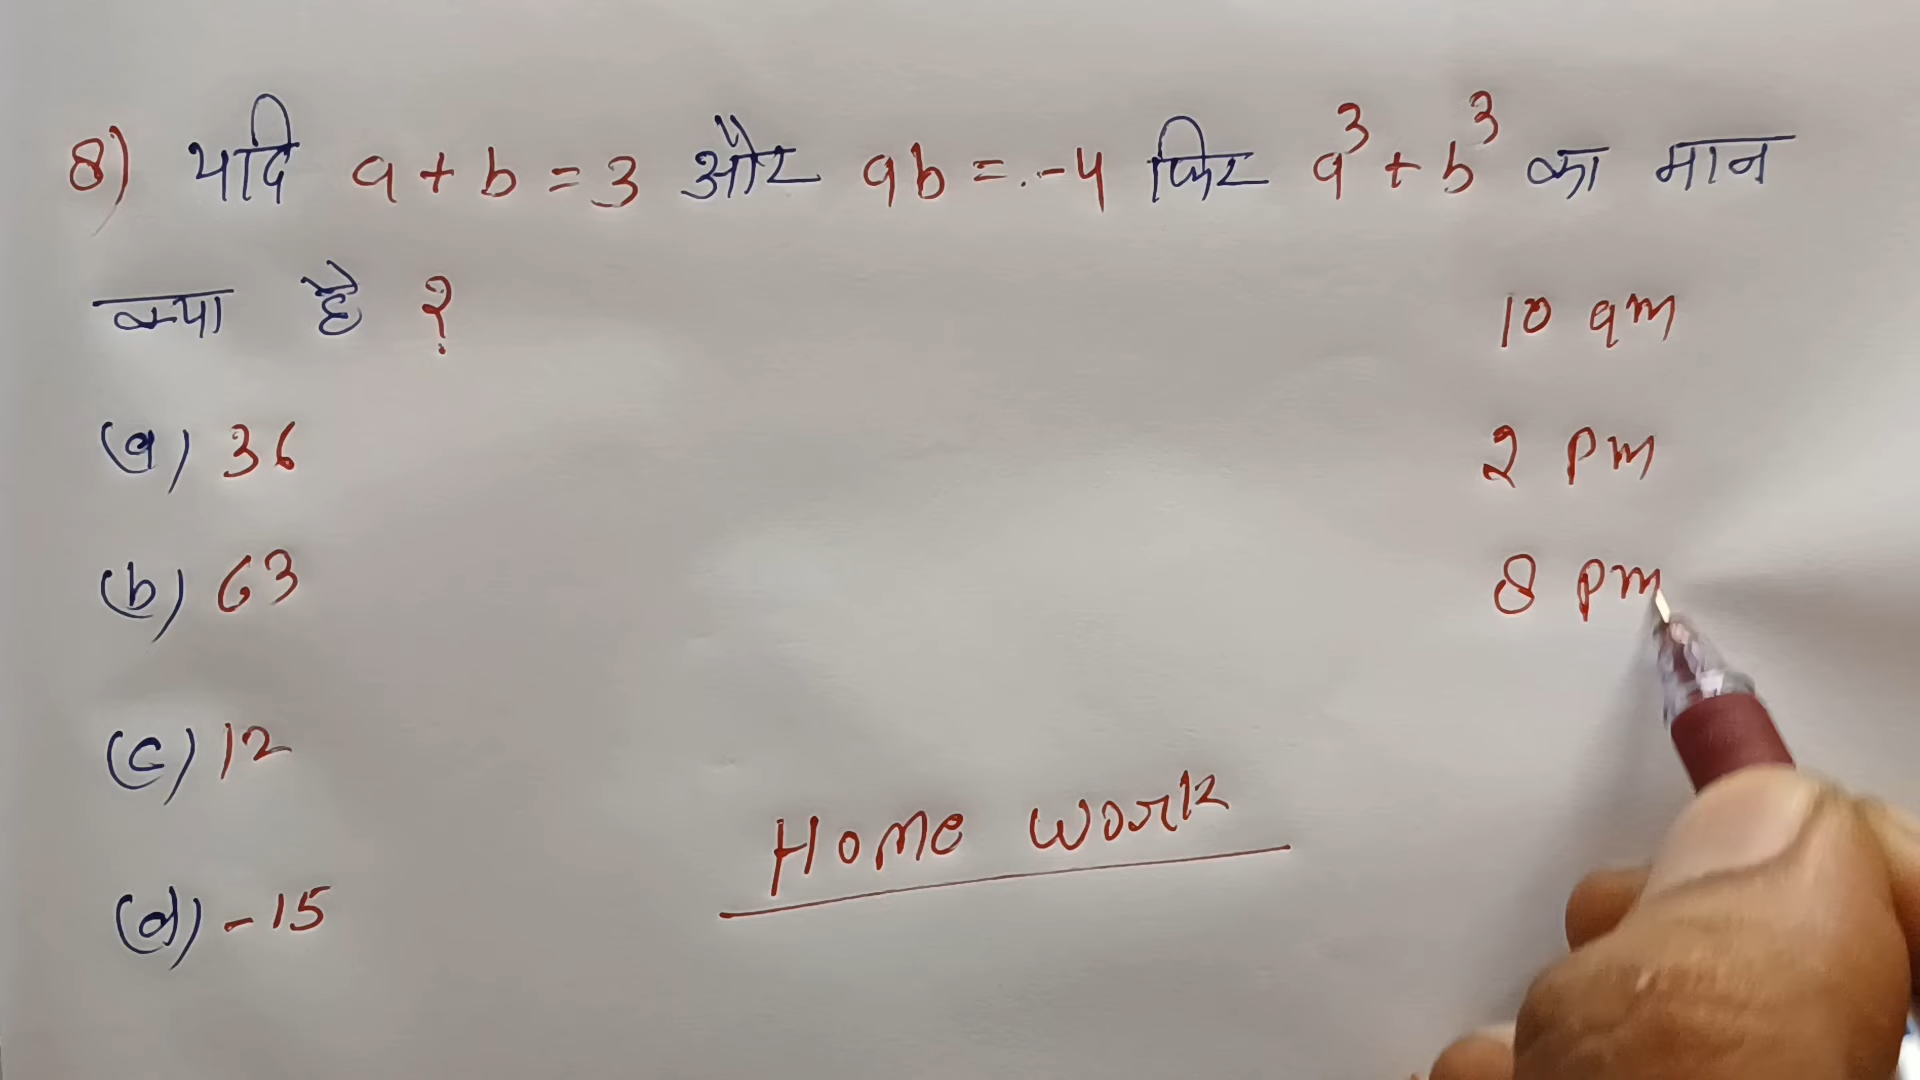 8) यदि a + b = 3 और ab = -4 फिर a³ + b³ का मान
क्या है ?
10 am
(a) 36
2 pm
(b) 63
8 pm
(c) 12
Home work
(d) -15